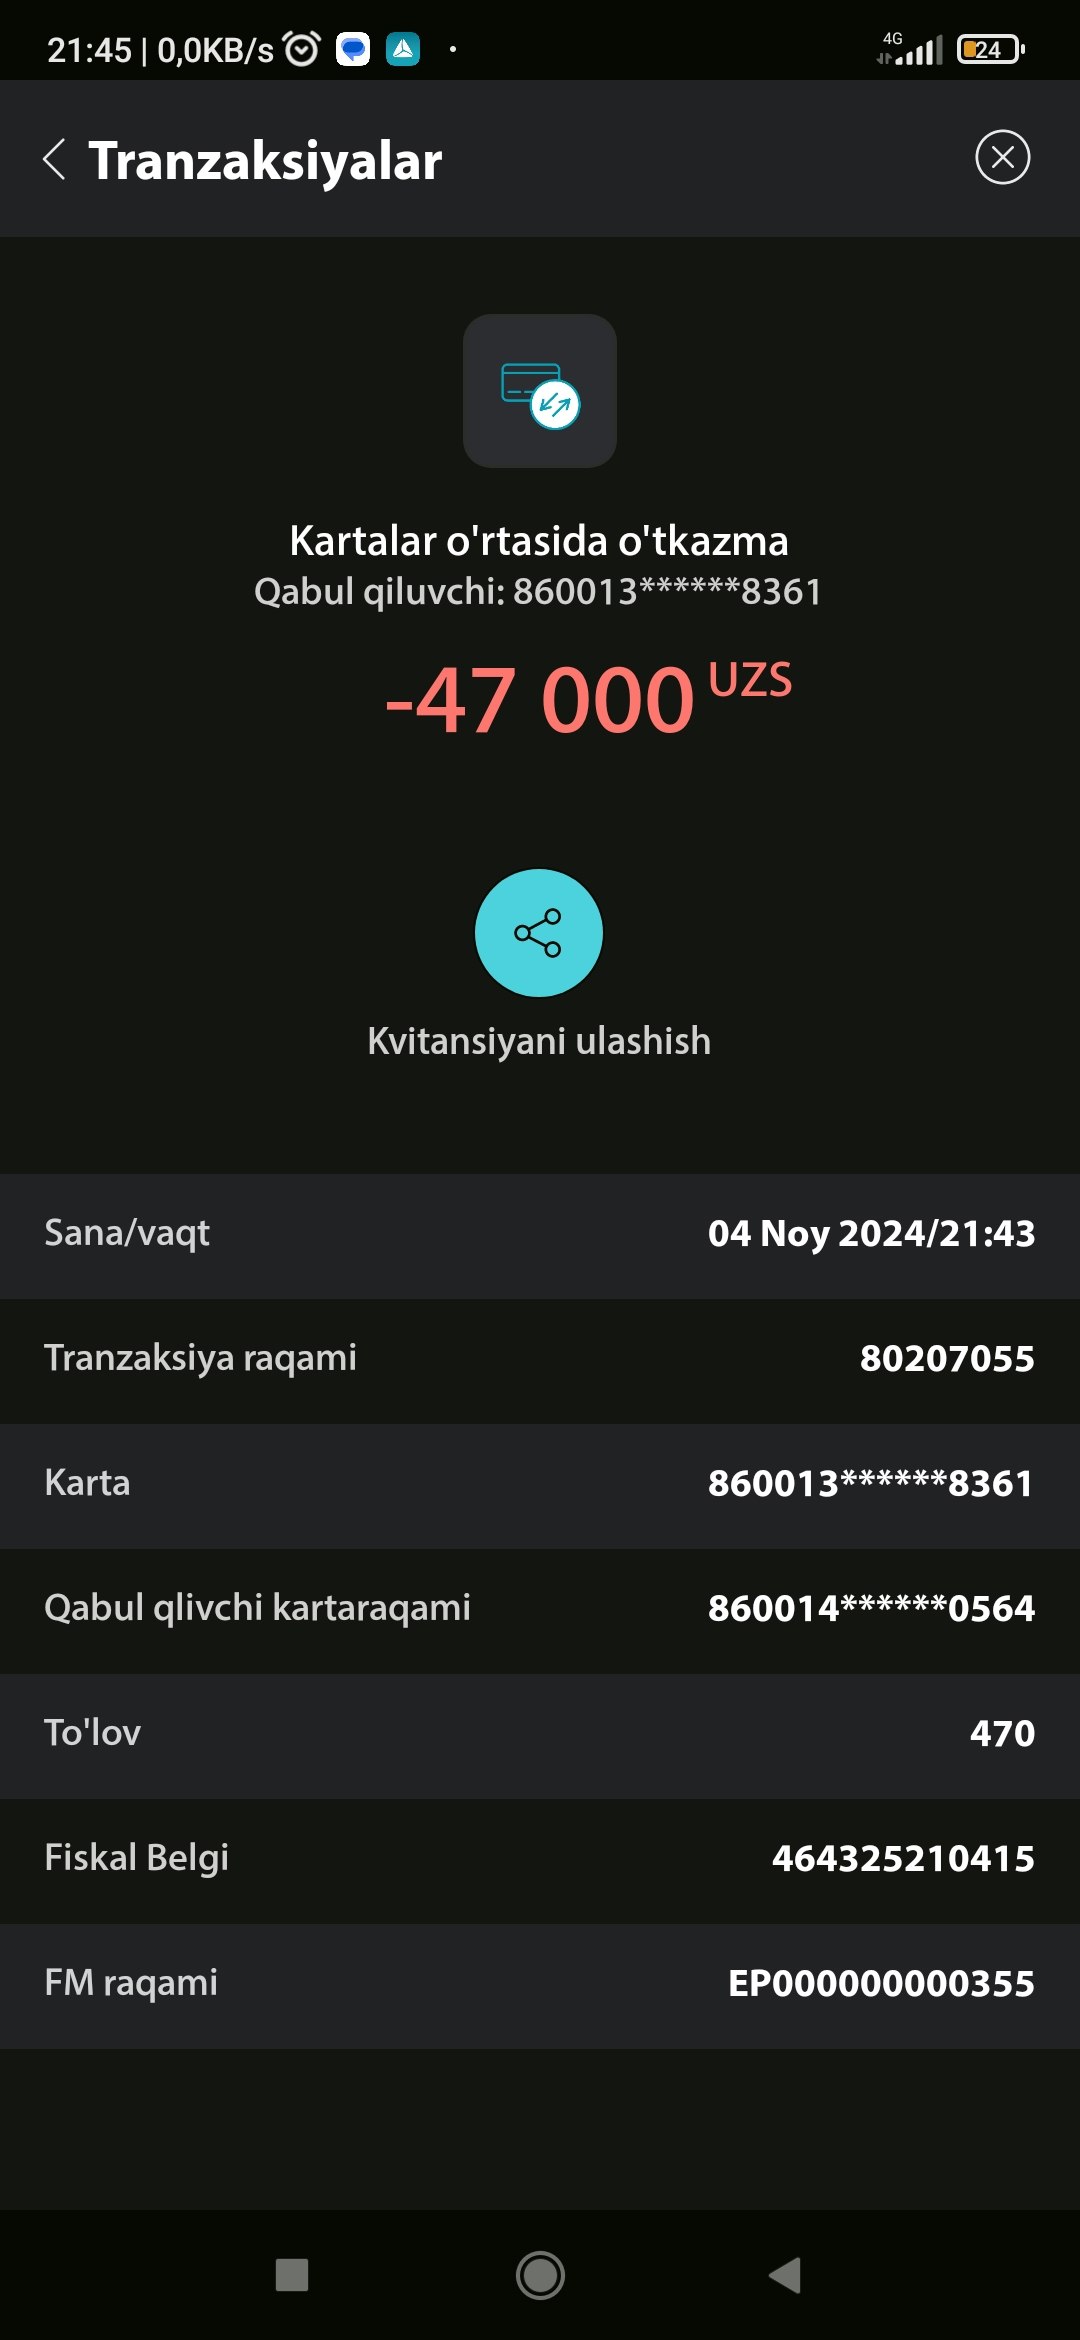 21:45 | 0,0KB/s
4G
24
Tranzaksiyalar
Kartalar o'rtasida o'tkazma
Qabul qiluvchi: 860013******8361
-47 000 UZS
Kvitansiyani ulashish
Sana/vaqt 04 Noy 2024/21:43
Tranzaksiya raqami 80207055
Karta 860013******8361
Qabul qlivchi kartaraqami 860014******0564
To'lov 470
Fiskal Belgi 464325210415
FM raqami EP000000000355